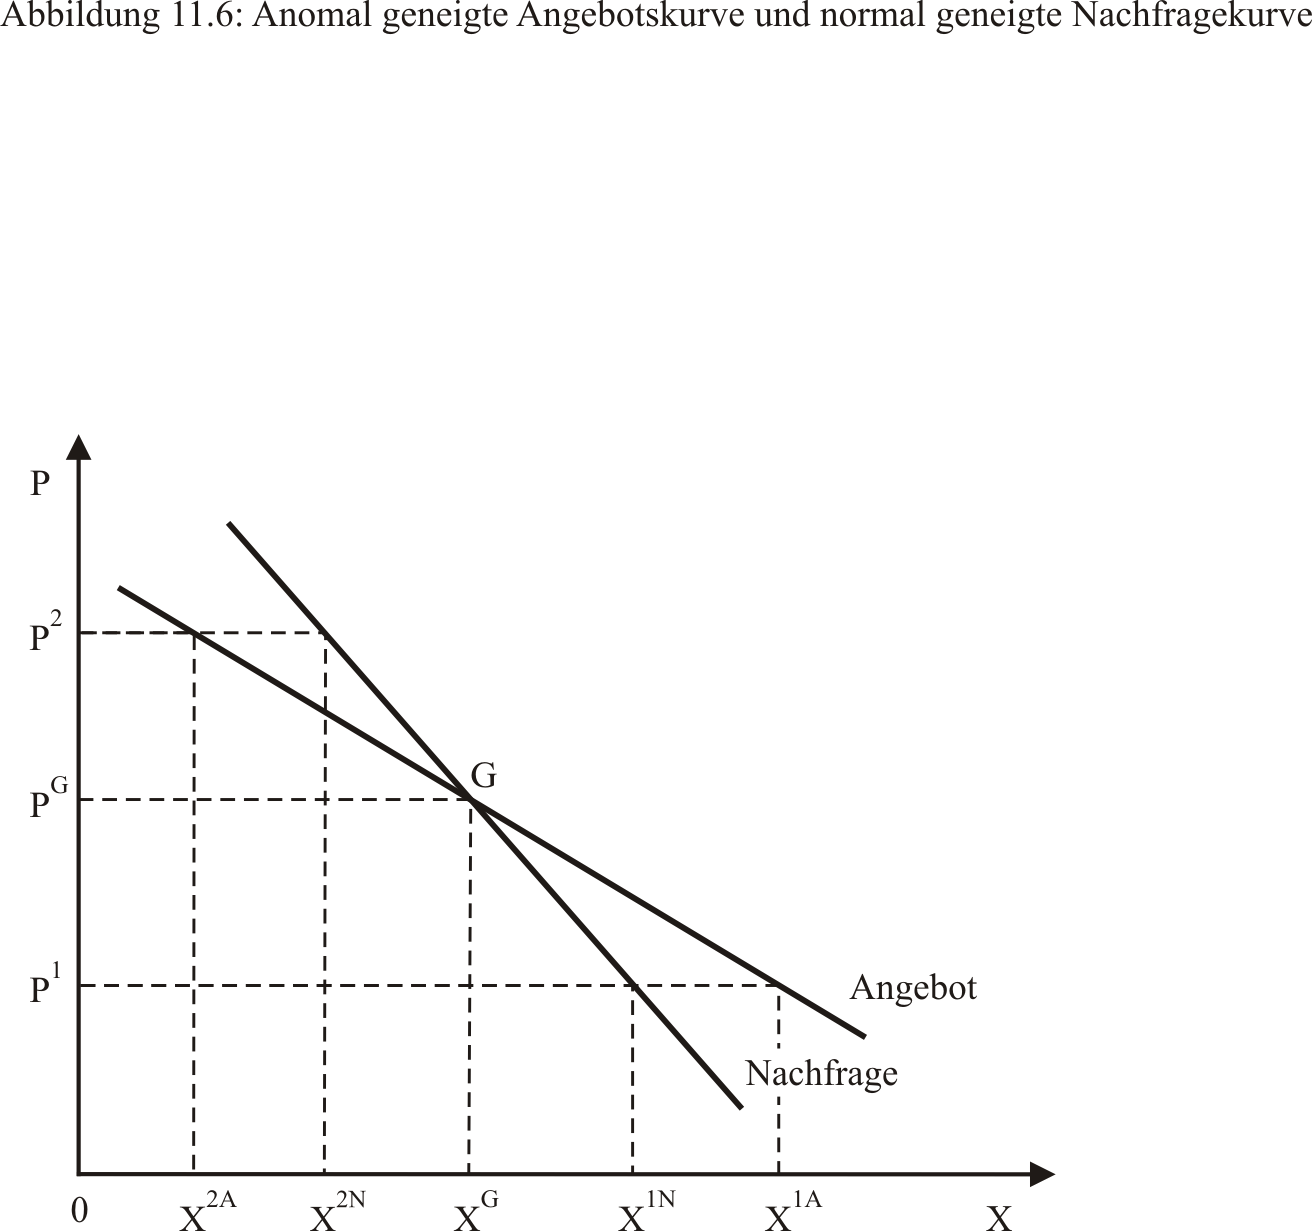 Abbildung 11.6: Anomal geneigte Angebotskurve und normal geneigte Nachfragekurve
P
P²
G
Pᴳ
P¹
Angebot
Nachfrage
0 X²ᴬ X²ᴺ Xᴳ X¹ᴺ X¹ᴬ X